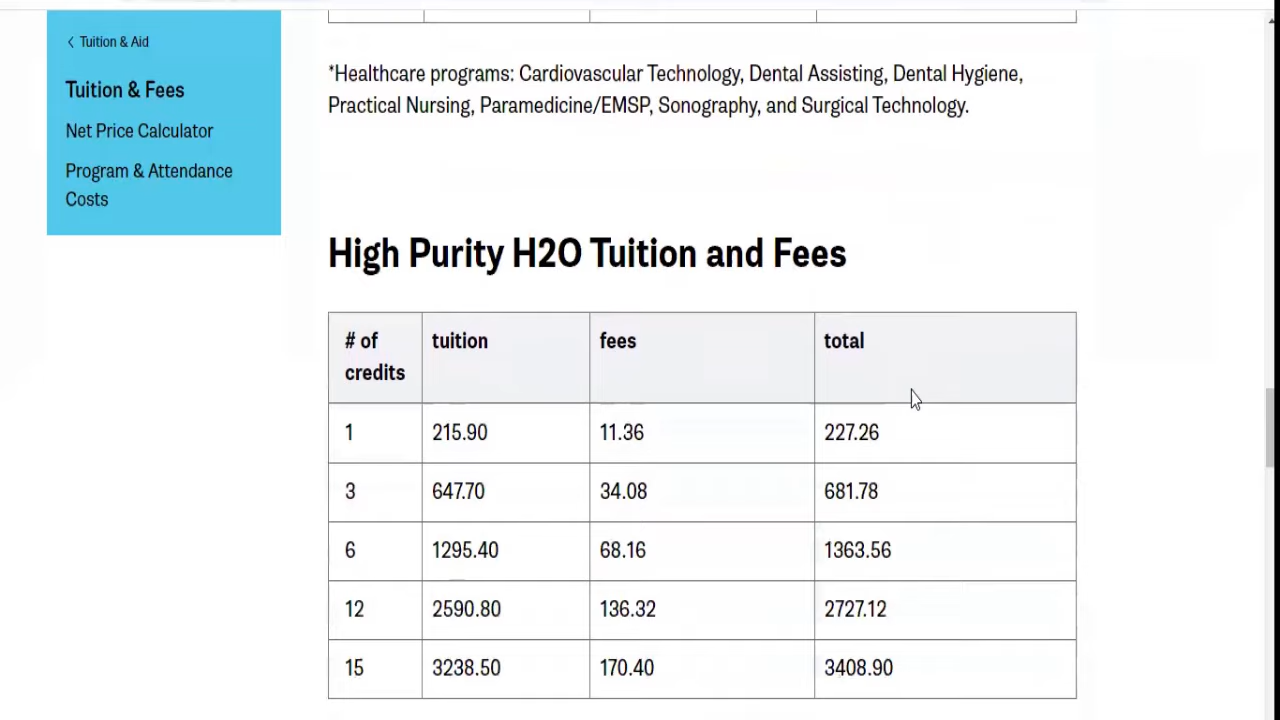 < Tuition & Aid
Tuition & Fees
Net Price Calculator
Program & Attendance
Costs
*Healthcare programs: Cardiovascular Technology, Dental Assisting, Dental Hygiene,
Practical Nursing, Paramedicine/EMSP, Sonography, and Surgical Technology.
High Purity H2O Tuition and Fees
# of credits tuition fees total
1 215.90 11.36 227.26
3 647.70 34.08 681.78
6 1295.40 68.16 1363.56
12 2590.80 136.32 2727.12
15 3238.50 170.40 3408.90